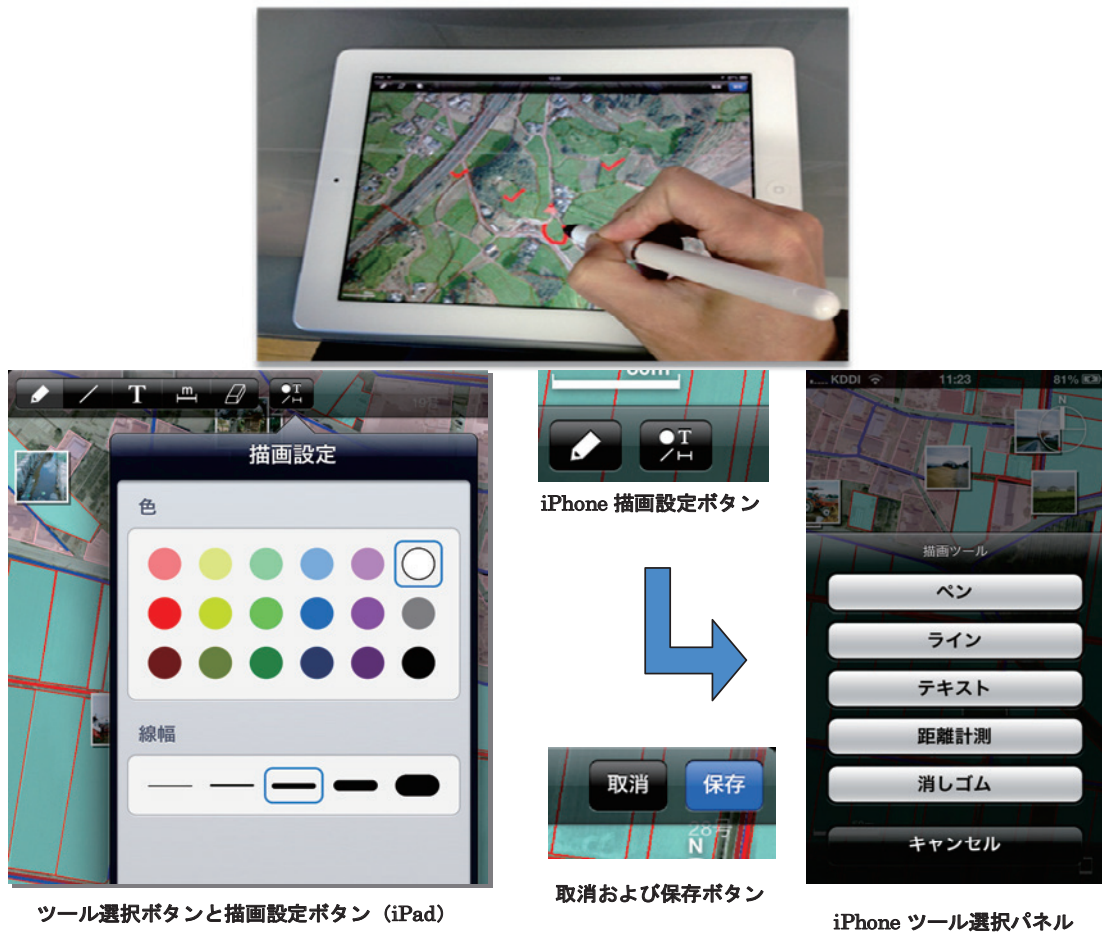 T
m
T
描画設定
色
線幅
ツール選択ボタンと描画設定ボタン（iPad）
T
iPhone 描画設定ボタン
取消
保存
28号
N
取消および保存ボタン
KDDI
11:23
81%
N
描画ツール
ペン
ライン
テキスト
距離計測
消しゴム
キャンセル
iPhone ツール選択パネル